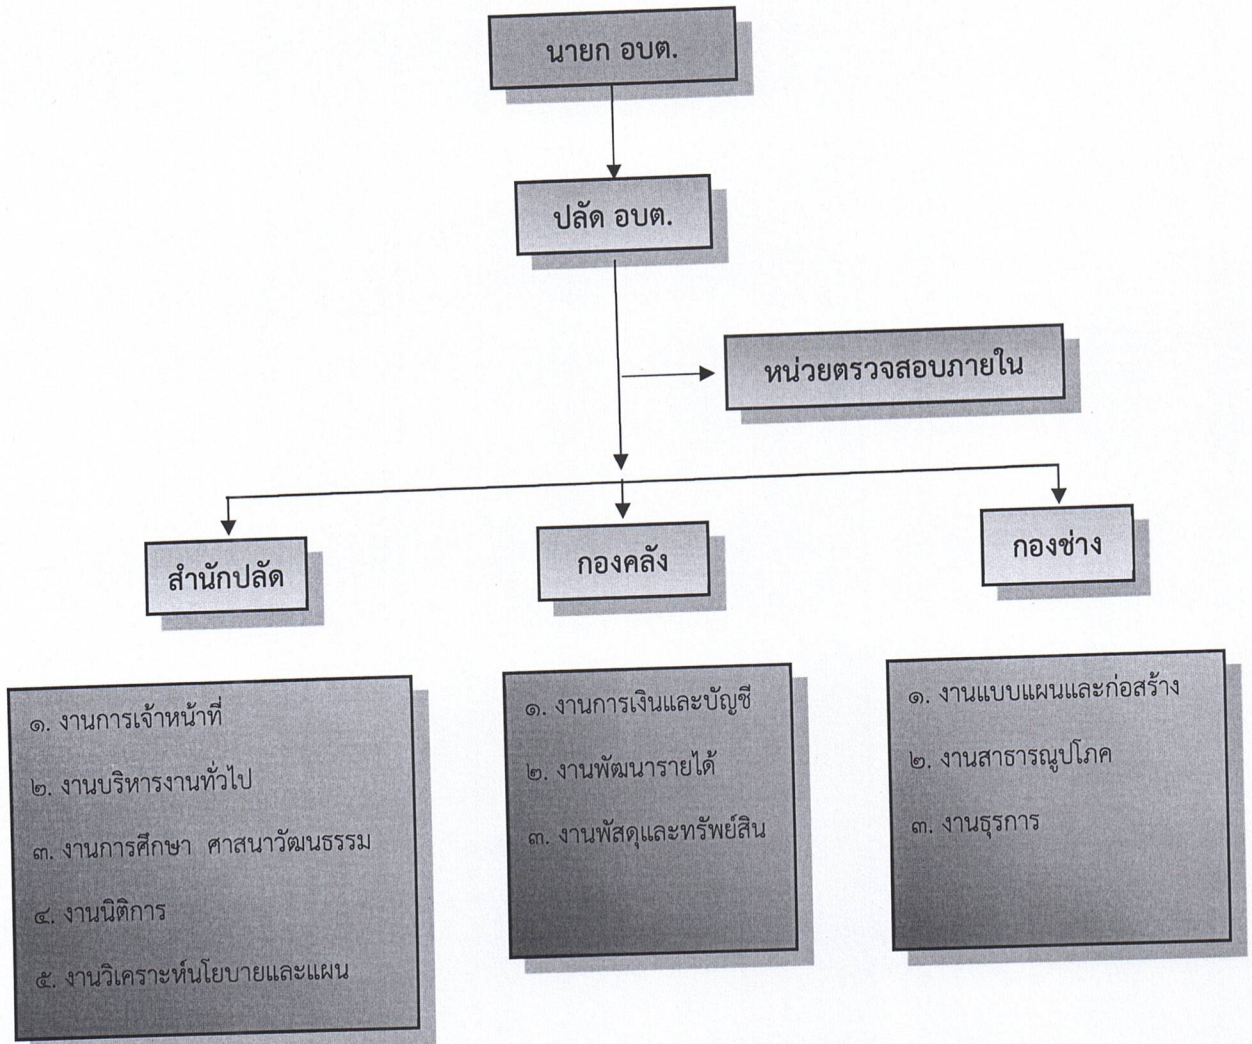 นายก อบต.
ปลัด อบต.
หน่วยตรวจสอบภายใน
สำนักปลัด
กองคลัง
กองช่าง
๑. งานการเจ้าหน้าที่
๒. งานบริหารงานทั่วไป
๓. งานการศึกษา ศาสนาวัฒนธรรม
๔. งานนิติการ
๕. งานวิเคราะห์นโยบายและแผน
๑. งานการเงินและบัญชี
๒. งานพัฒนารายได้
๓. งานพัสดุและทรัพย์สิน
๑. งานแบบแผนและก่อสร้าง
๒. งานสาธารณูปโภค
๓. งานธุรการ